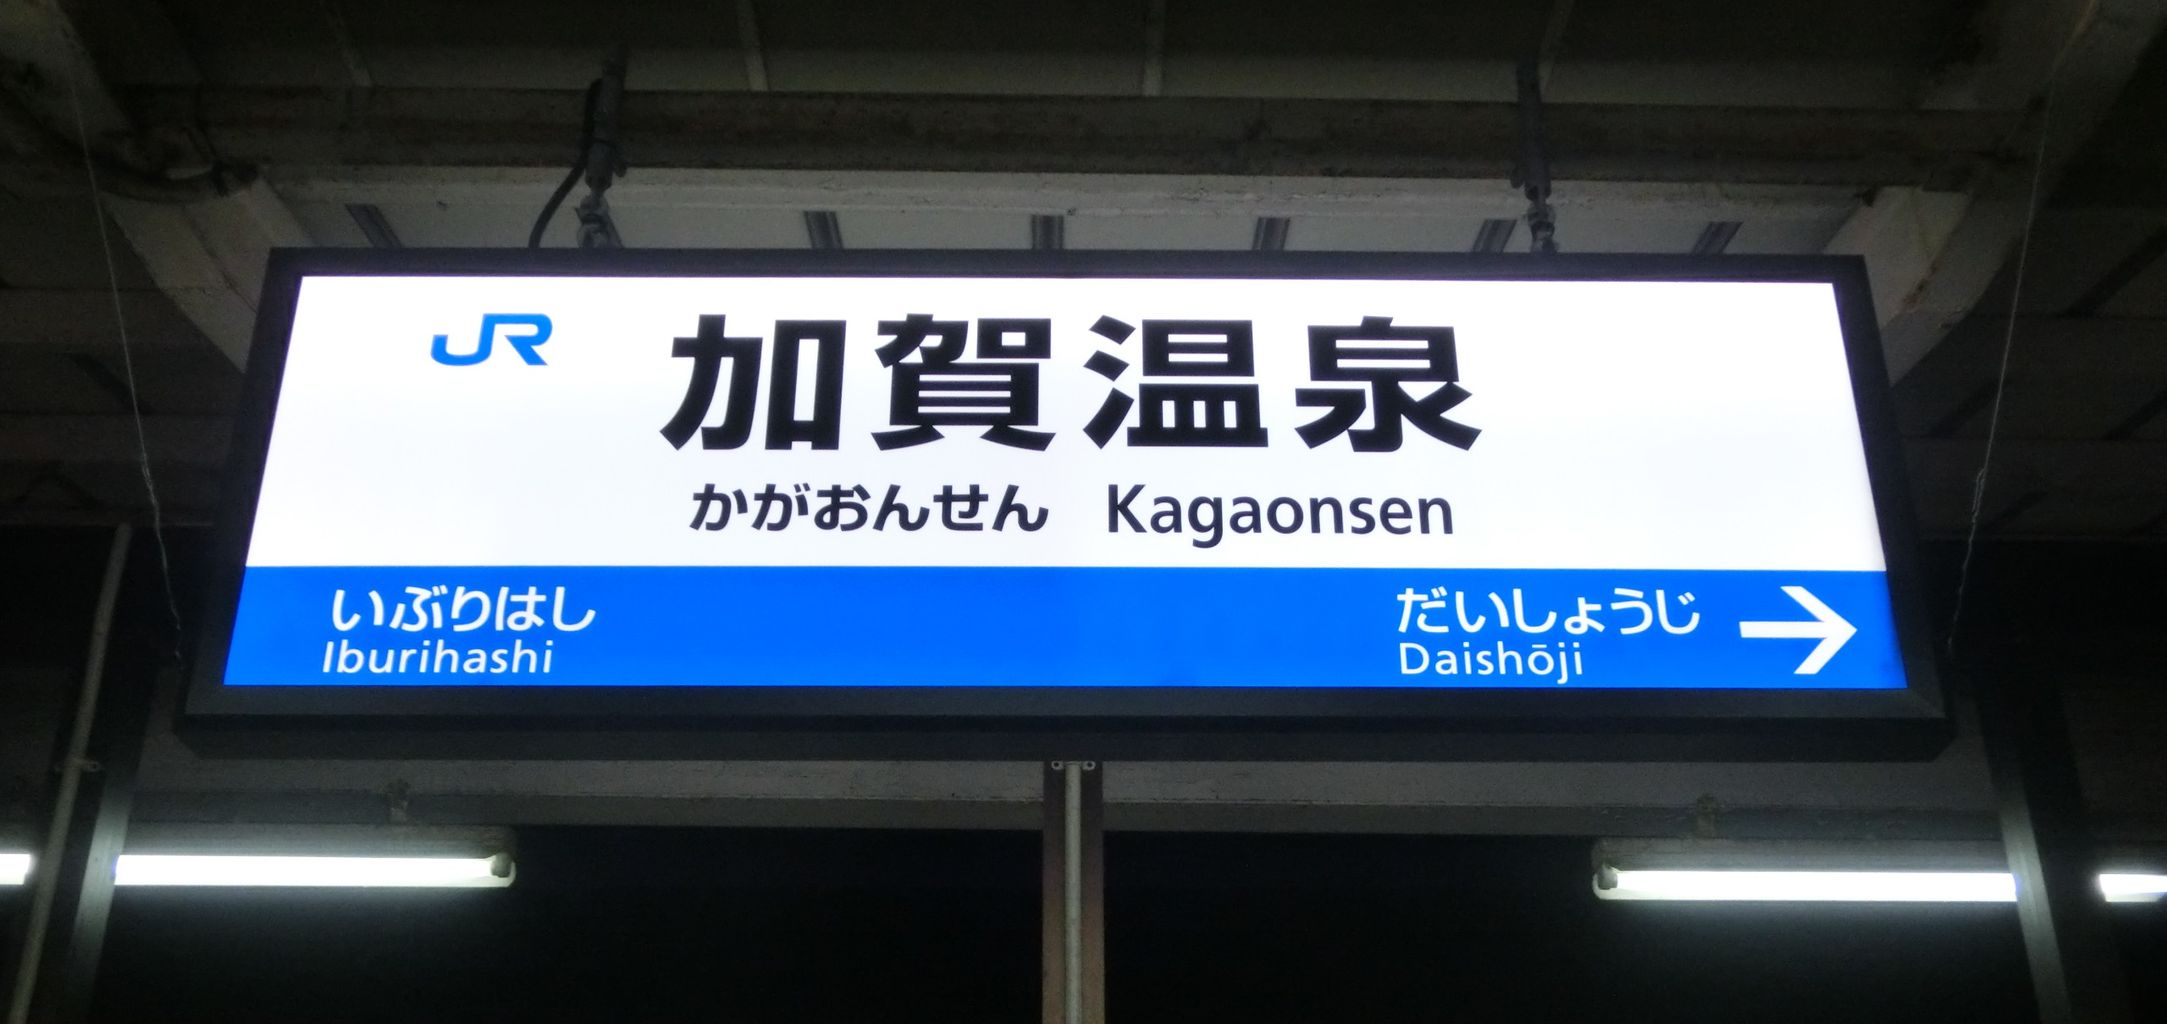 JR 加賀温泉
かがおんせん Kagaonsen
いぶりはし
Iburihashi
だいしょうじ →
Daishōji